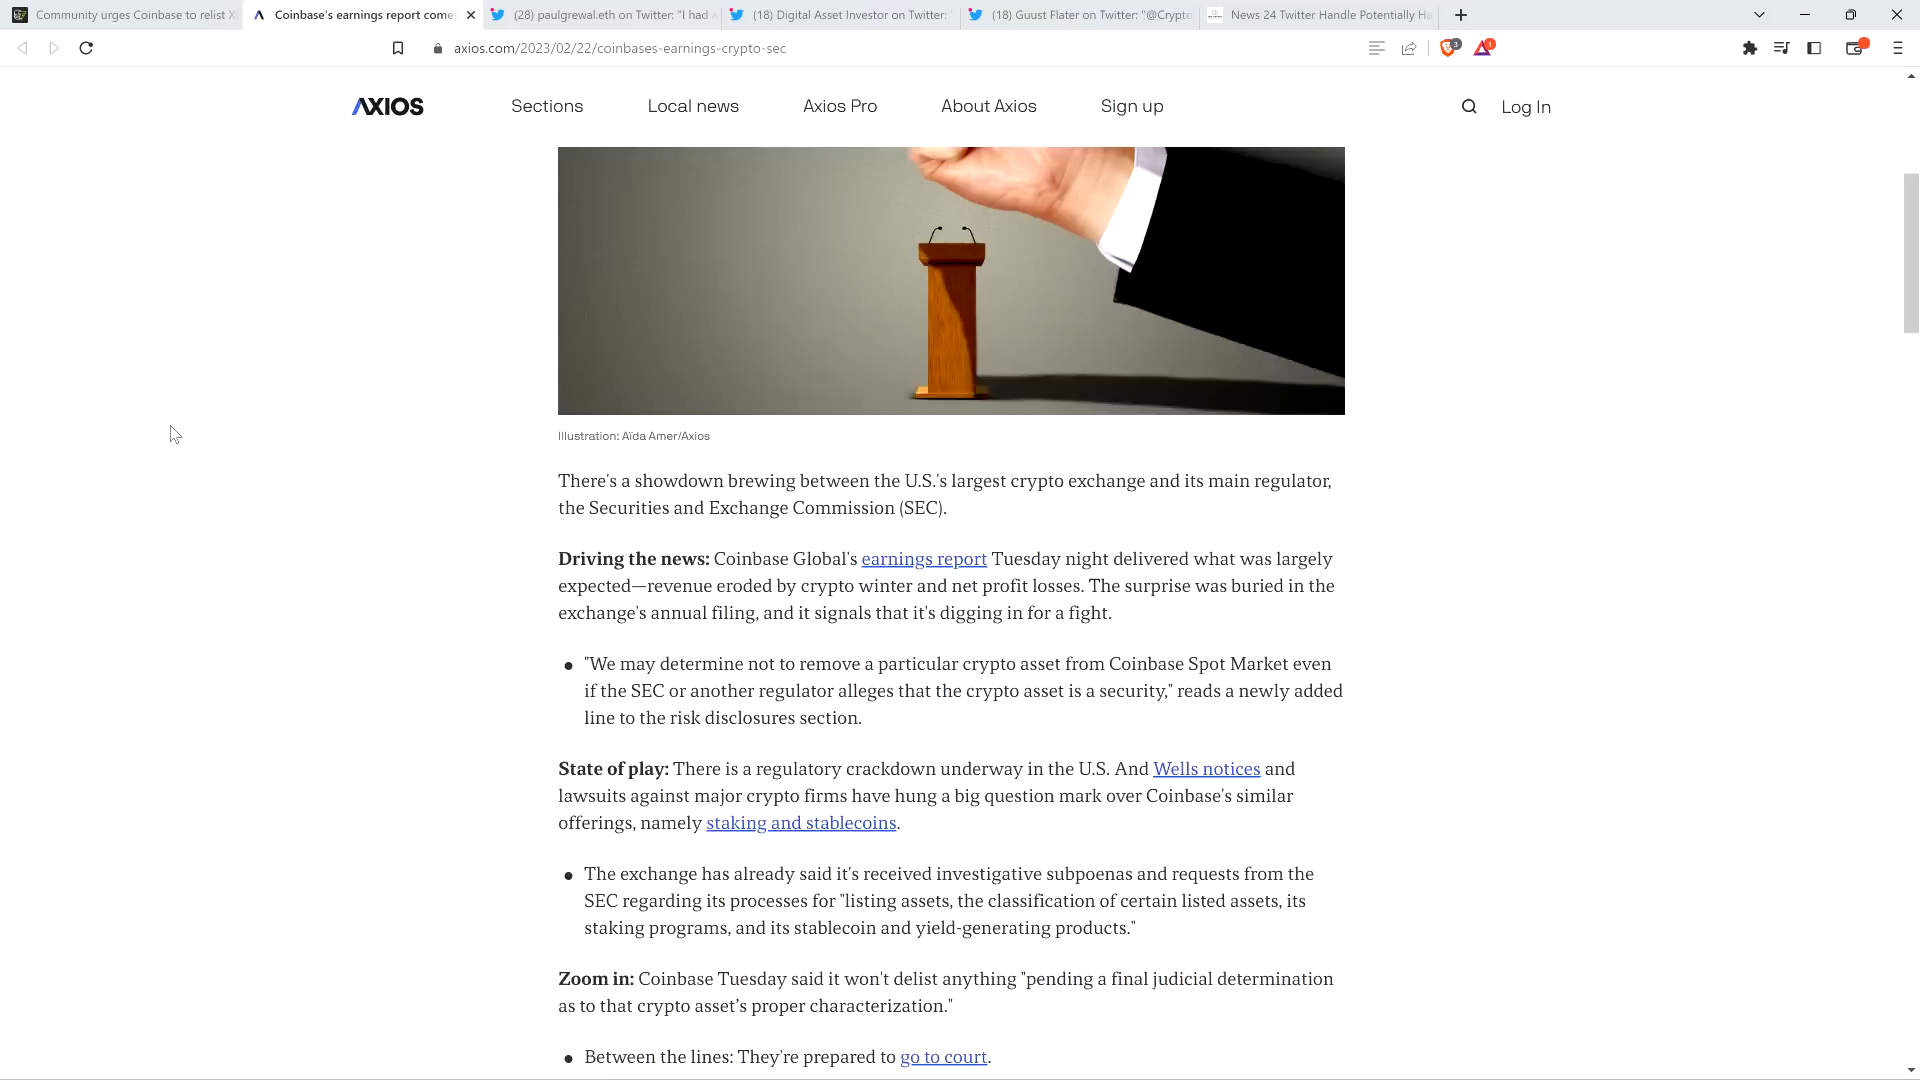 Community urges Coinbase to relist X
Coinbase's earnings report come
(28) paulgrewal.eth on Twitter: "I had
(18) Digital Asset Investor on Twitter:
(18) Guust Flater on Twitter: "@Crypto
News 24 Twitter Handle Potentially Ha
axios.com/2023/02/22/coinbases-earnings-crypto-sec
AXIOS
Sections
Local news
Axios Pro
About Axios
Sign up
Log In
Illustration: Aïda Amer/Axios
There's a showdown brewing between the U.S.'s largest crypto exchange and its main regulator,
the Securities and Exchange Commission (SEC).
Driving the news: Coinbase Global's earnings report Tuesday night delivered what was largely
expected—revenue eroded by crypto winter and net profit losses. The surprise was buried in the
exchange's annual filing, and it signals that it's digging in for a fight.
● "We may determine not to remove a particular crypto asset from Coinbase Spot Market even
if the SEC or another regulator alleges that the crypto asset is a security," reads a newly added
line to the risk disclosures section.
State of play: There is a regulatory crackdown underway in the U.S. And Wells notices and
lawsuits against major crypto firms have hung a big question mark over Coinbase's similar
offerings, namely staking and stablecoins.
● The exchange has already said it's received investigative subpoenas and requests from the
SEC regarding its processes for "listing assets, the classification of certain listed assets, its
staking programs, and its stablecoin and yield-generating products."
Zoom in: Coinbase Tuesday said it won't delist anything "pending a final judicial determination
as to that crypto asset’s proper characterization."
● Between the lines: They're prepared to go to court.